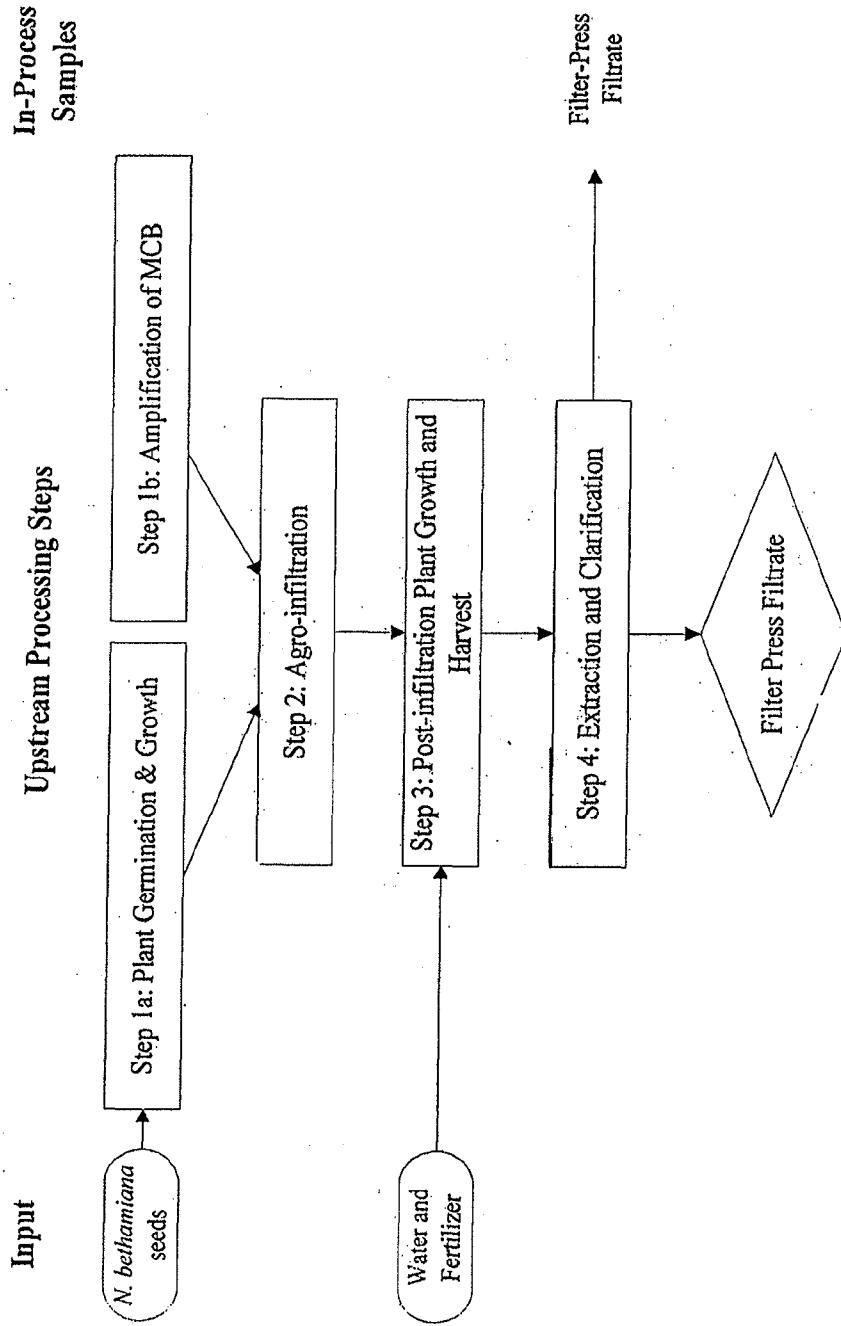 Input
Upstream Processing Steps
In-Process
Samples
N. bethamiana
seeds
Step 1a: Plant Germination & Growth
Step 1b: Amplification of MCB
Step 2: Agro-infiltration
Water and
Fertilizer
Step 3: Post-infiltration Plant Growth and
Harvest
Step 4: Extraction and Clarification
Filter-Press
Filtrate
Filter Press Filtrate